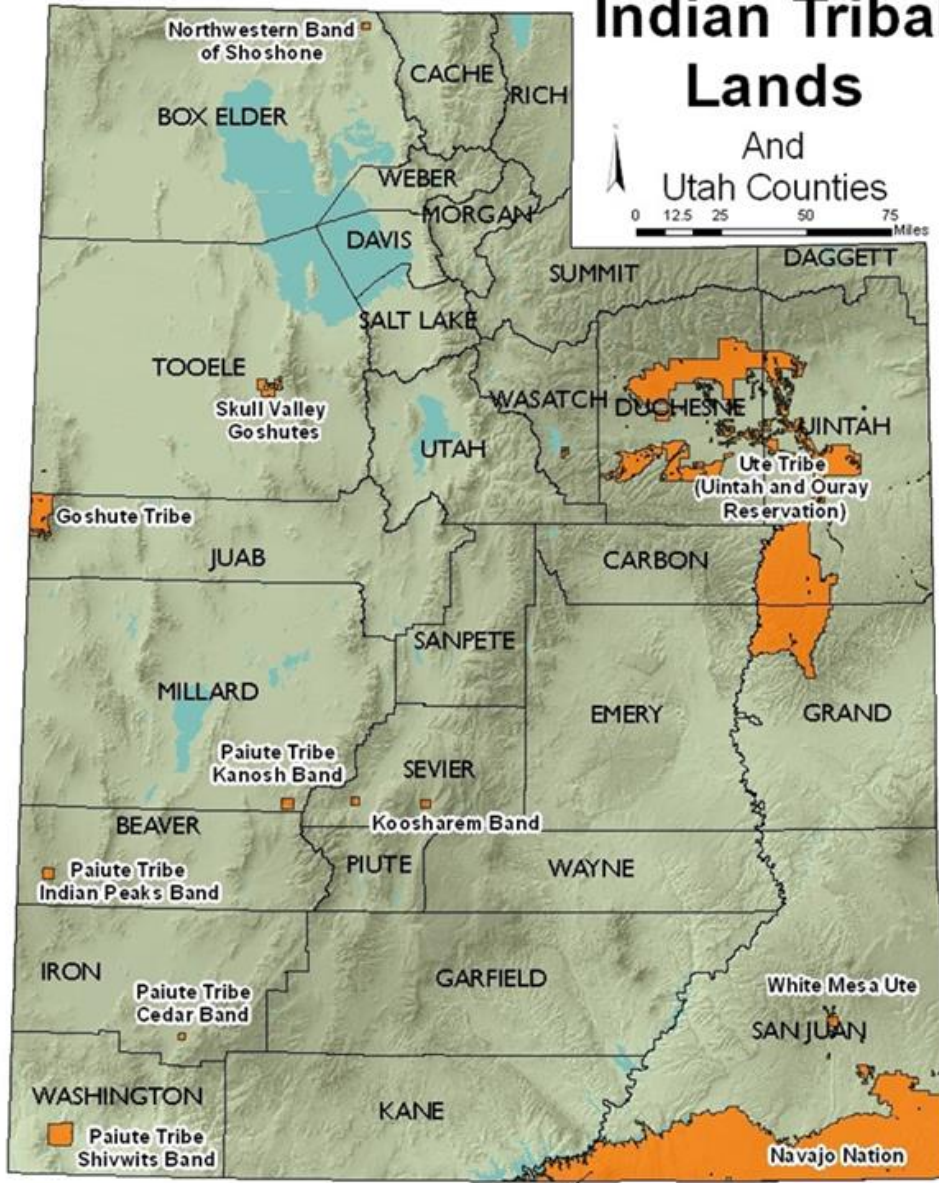 Indian Triba
Lands
And
Utah Counties
0 12.5 25 50 75
Miles
Northwestern Band
of Shoshone
CACHE
RICH
BOX ELDER
WEBER
MORGAN
DAVIS
DAGGETT
SUMMIT
SALT LAKE
TOOELE
Skull Valley
Goshutes
WASATCH
DUCHESNE
UINTAH
UTAH
Ute Tribe
(Uintah and Ouray
Reservation)
Goshute Tribe
JUAB
CARBON
SANPETE
MILLARD
EMERY
GRAND
Paiute Tribe
Kanosh Band
SEVIER
Koosharem Band
BEAVER
PIUTE
WAYNE
Paiute Tribe
Indian Peaks Band
IRON
GARFIELD
Paiute Tribe
Cedar Band
White Mesa Ute
SAN JUAN
WASHINGTON
KANE
Paiute Tribe
Shivwits Band
Navajo Nation